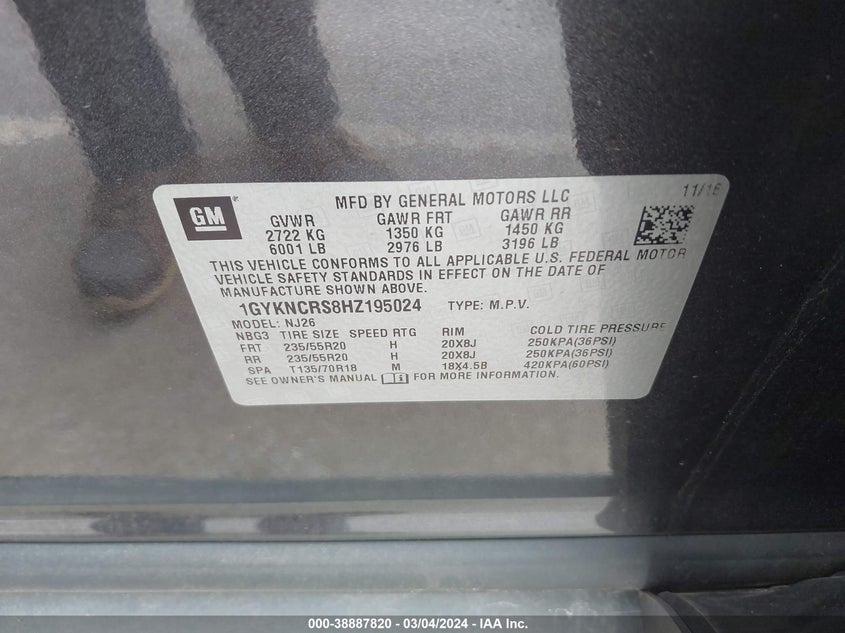 11/16
GM
MFD BY GENERAL MOTORS LLC
GVWR GAWR FRT GAWR RR
2722 KG 1350 KG 1450 KG
6001 LB 2976 LB 3196 LB
THIS VEHICLE CONFORMS TO ALL APPLICABLE U.S. FEDERAL MOTOR
VEHICLE SAFETY STANDARDS IN EFFECT ON THE DATE OF
MANUFACTURE SHOWN ABOVE.
1GYKNCRS8HZ195024 TYPE: M.P.V.
MODEL: NJ26
NBG3 TIRE SIZE SPEED RTG RIM COLD TIRE PRESSURE
FRT 235/55R20 H 20X8J 250KPA(36PSI)
RR 235/55R20 H 20X8J 250KPA(36PSI)
SPA T135/70R18 M 18X4.5B 420KPA(60PSI)
SEE OWNER'S MANUAL FOR MORE INFORMATION.
000-38887820 - 03/04/2024 - IAA Inc.